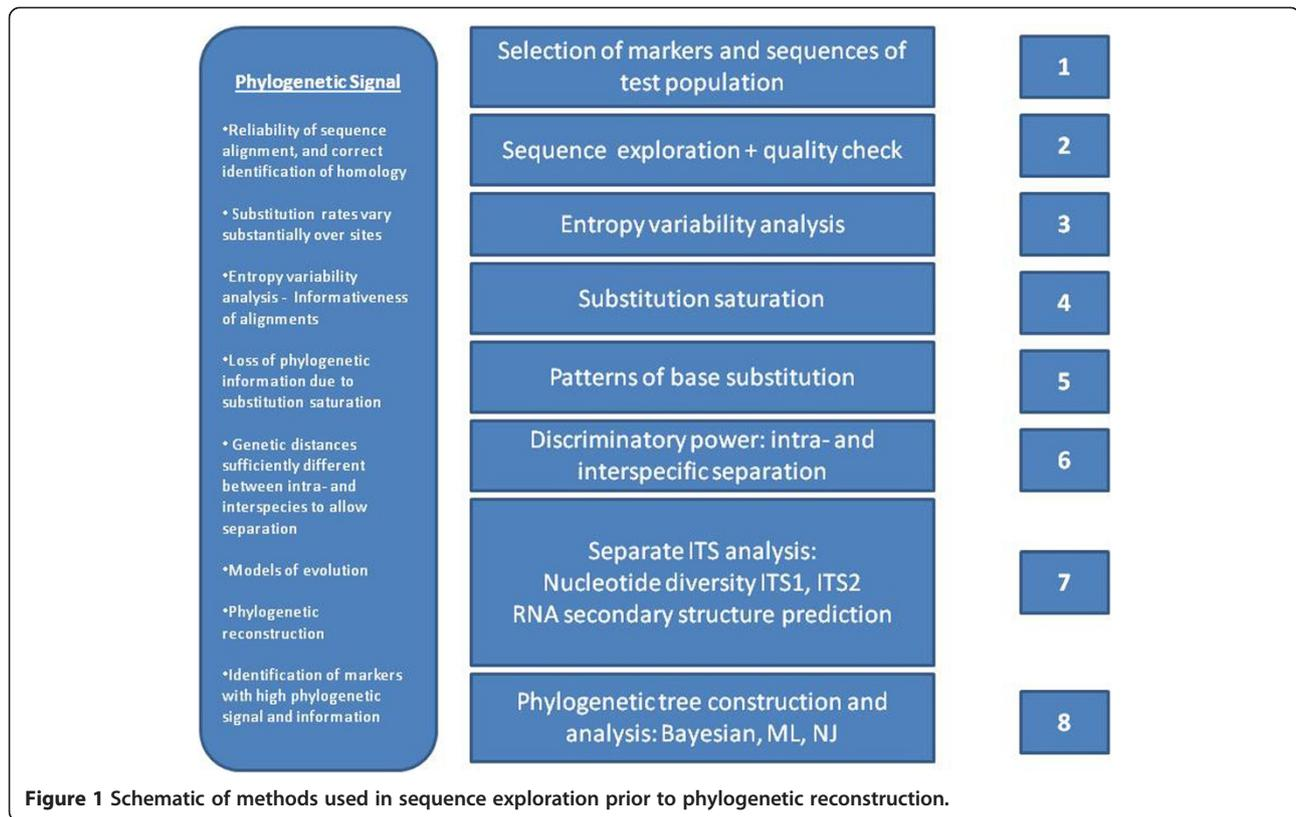 Phylogenetic Signal
•Reliability of sequence
alignment, and correct
identification of homology
• Substitution rates vary
substantially over sites
•Entropy variability
analysis - Informativeness
of alignments
•Loss of phylogenetic
information due to
substitution saturation
• Genetic distances
sufficiently different
between intra- and
interspecies to allow
separation
•Models of evolution
•Phylogenetic
reconstruction
•Identification of markers
with high phylogenetic
signal and information
Selection of markers and sequences of
test population
1
Sequence exploration + quality check
2
Entropy variability analysis
3
Substitution saturation
4
Patterns of base substitution
5
Discriminatory power: intra- and
interspecific separation
6
Separate ITS analysis:
Nucleotide diversity ITS1, ITS2
RNA secondary structure prediction
7
Phylogenetic tree construction and
analysis: Bayesian, ML, NJ
8
Figure 1 Schematic of methods used in sequence exploration prior to phylogenetic reconstruction.